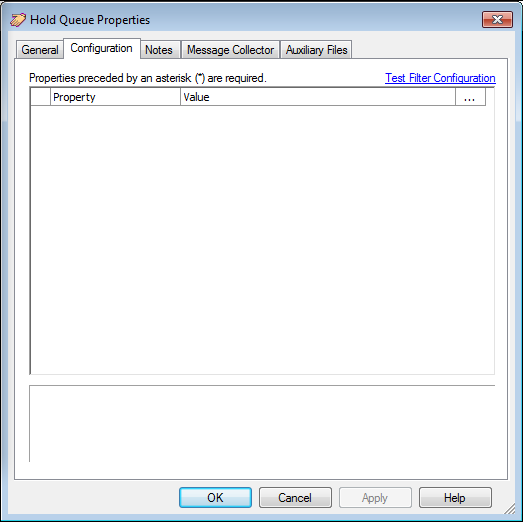 Hold Queue Properties
General Configuration Notes Message Collector Auxiliary Files
Properties preceded by an asterisk (*) are required. Test Filter Configuration
Property Value ...
OK Cancel Apply Help